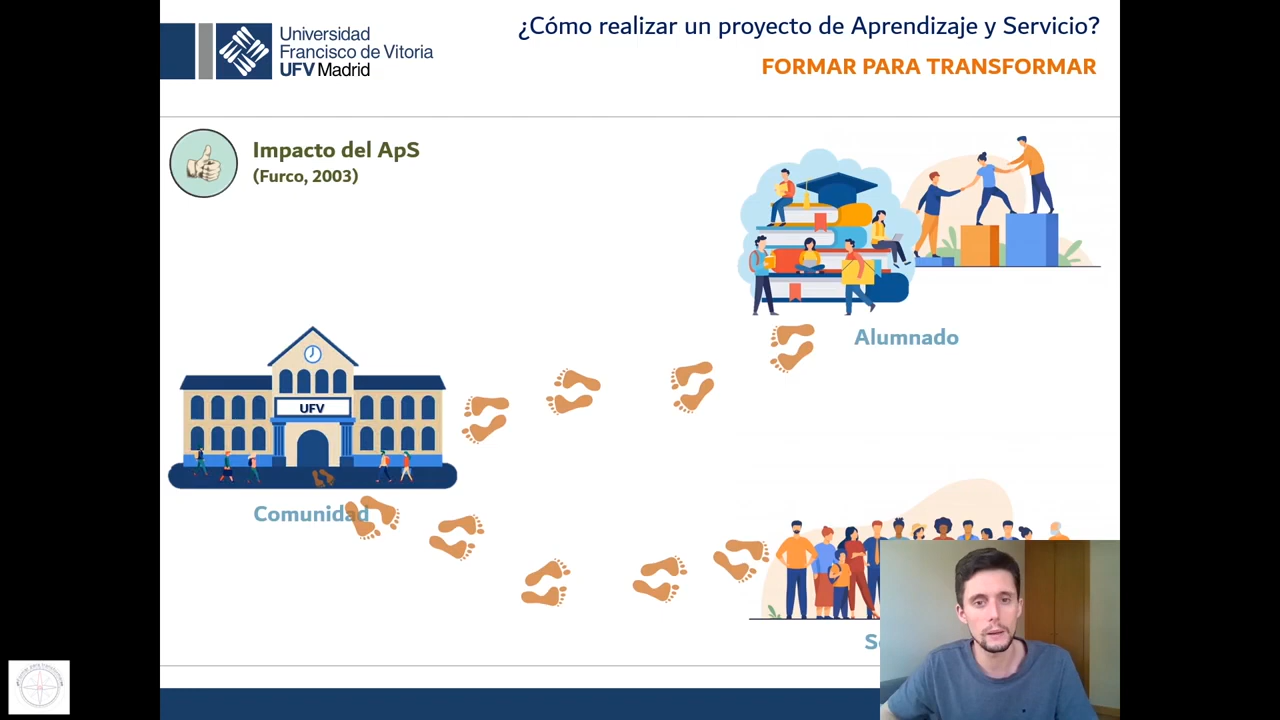 Universidad
Francisco de Vitoria
UFV Madrid
¿Cómo realizar un proyecto de Aprendizaje y Servicio?
FORMAR PARA TRANSFORMAR
Impacto del ApS
(Furco, 2003)
Alumnado
UFV
Comunidad